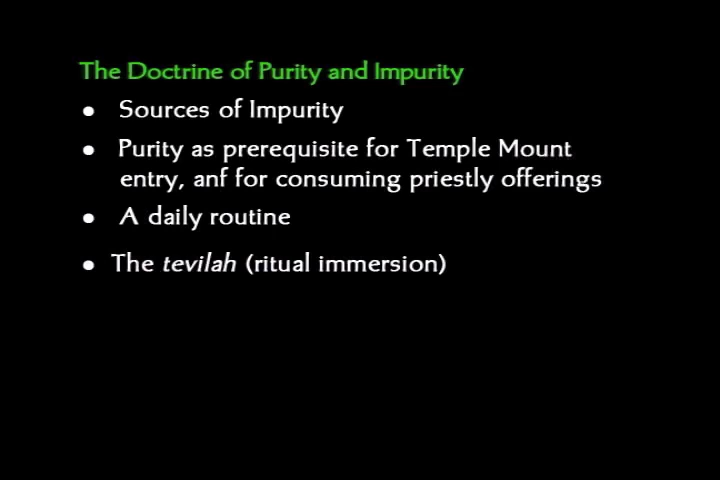 The Doctrine of Purity and Impurity
• Sources of Impurity
• Purity as prerequisite for Temple Mount
entry, anf for consuming priestly offerings
• A daily routine
• The tevilah (ritual immersion)